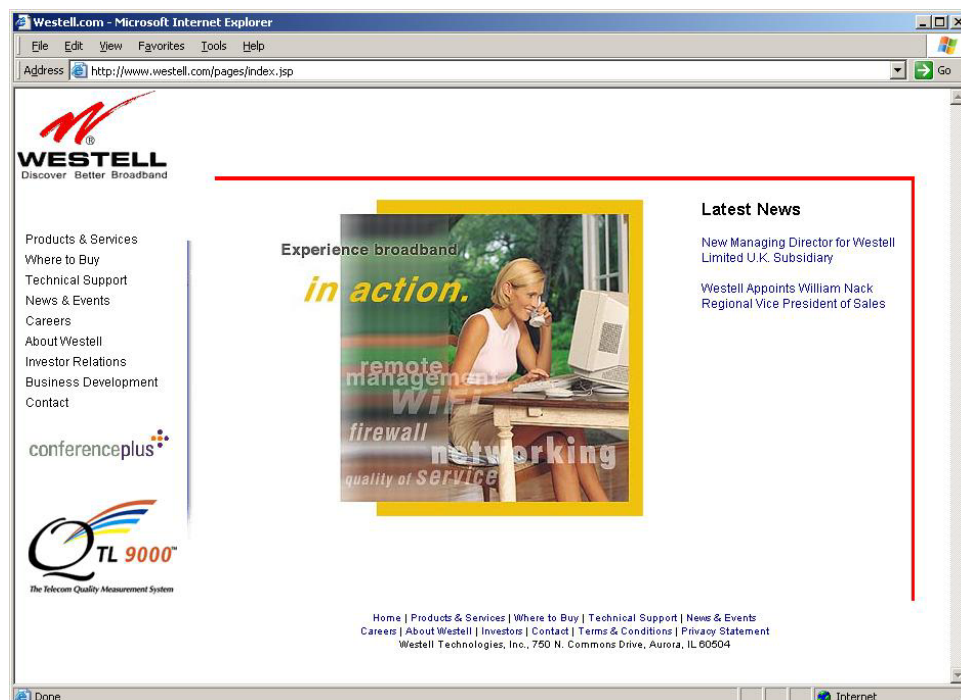 Westell.com - Microsoft Internet Explorer
File Edit View Favorites Tools Help
Address http://www.westell.com/pages/index.jsp Go
WESTELL
®
Discover Better Broadband
Products & Services
Where to Buy
Technical Support
News & Events
Careers
About Westell
Investor Relations
Business Development
Contact
conferenceplus
QTL 9000™
The Telecom Quality Measurement System
Experience broadband
in action.
remote
management
WiFi
firewall
networking
quality of service
Latest News
New Managing Director for Westell
Limited U.K. Subsidiary
Westell Appoints William Nack
Regional Vice President of Sales
Home | Products & Services | Where to Buy | Technical Support | News & Events
Careers | About Westell | Investors | Contact | Terms & Conditions | Privacy Statement
Westell Technologies, Inc., 750 N. Commons Drive, Aurora, IL 60504
Done Internet